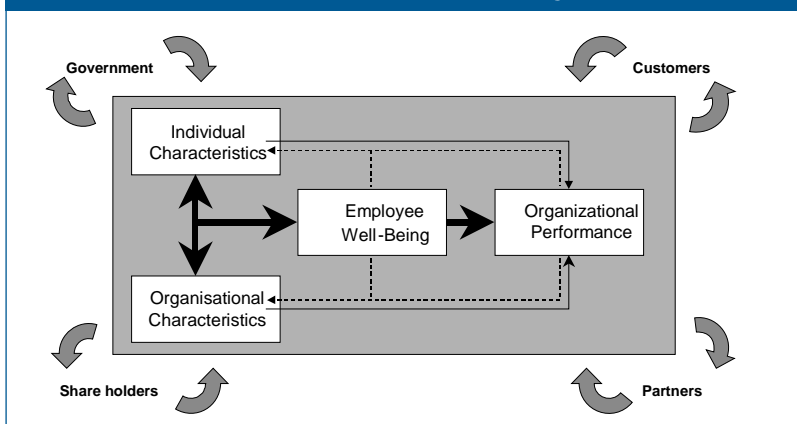 Government
Customers
Individual
Characteristics
Employee
Well-Being
Organizational
Performance
Organisational
Characteristics
Share holders
Partners